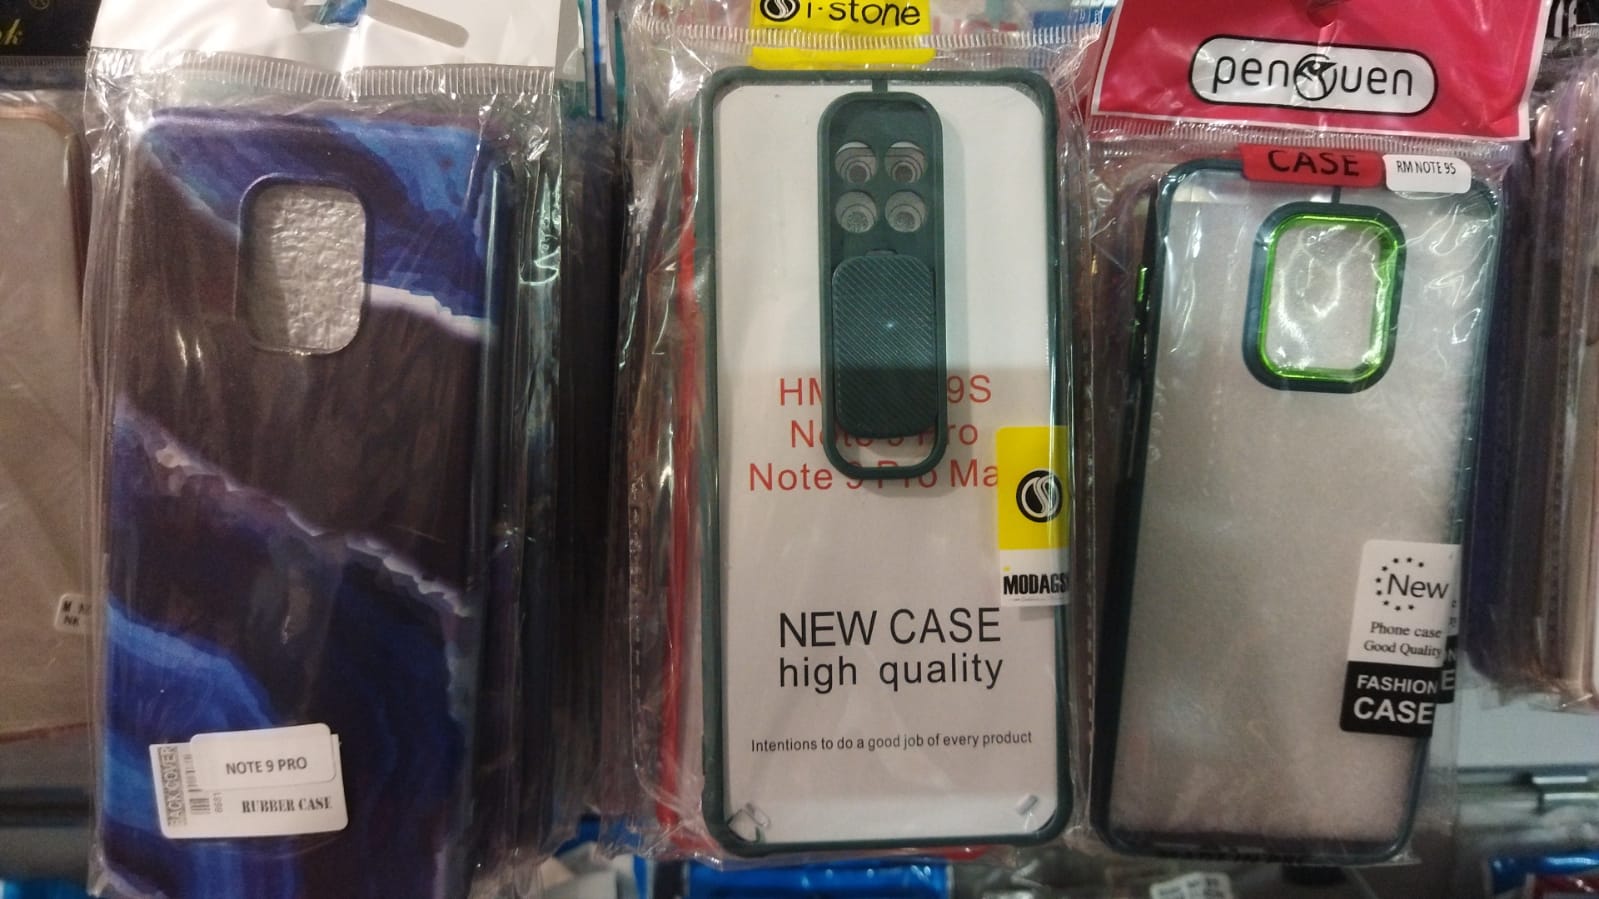 i·stone
penguen
CASE
RM NOTE 9S
HM 9S
Note 9 Pro
Note 9 Pro Ma
MODAGS
NEW CASE
high quality
Intentions to do a good job of every product
New
Phone case
Good Quality
FASHION
CASE
BACK COVER
NOTE 9 PRO
RUBBER CASE